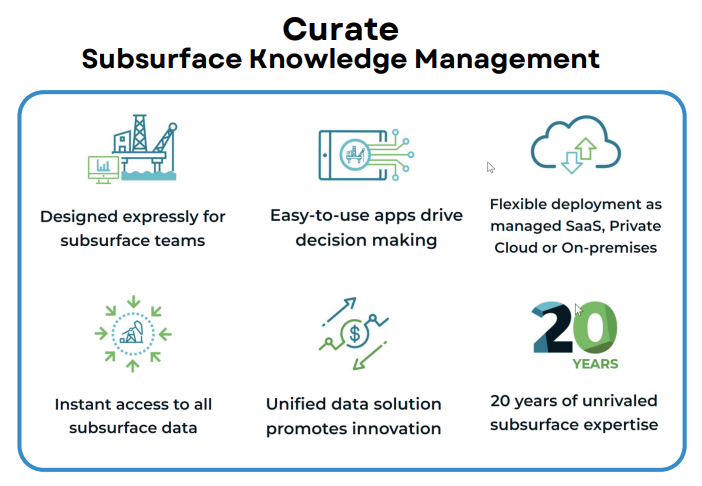 Curate
Subsurface Knowledge Management
Designed expressly for
subsurface teams
Easy-to-use apps drive
decision making
Flexible deployment as
managed SaaS, Private
Cloud or On-premises
Instant access to all
subsurface data
$
Unified data solution
promotes innovation
20
YEARS
20 years of unrivaled
subsurface expertise